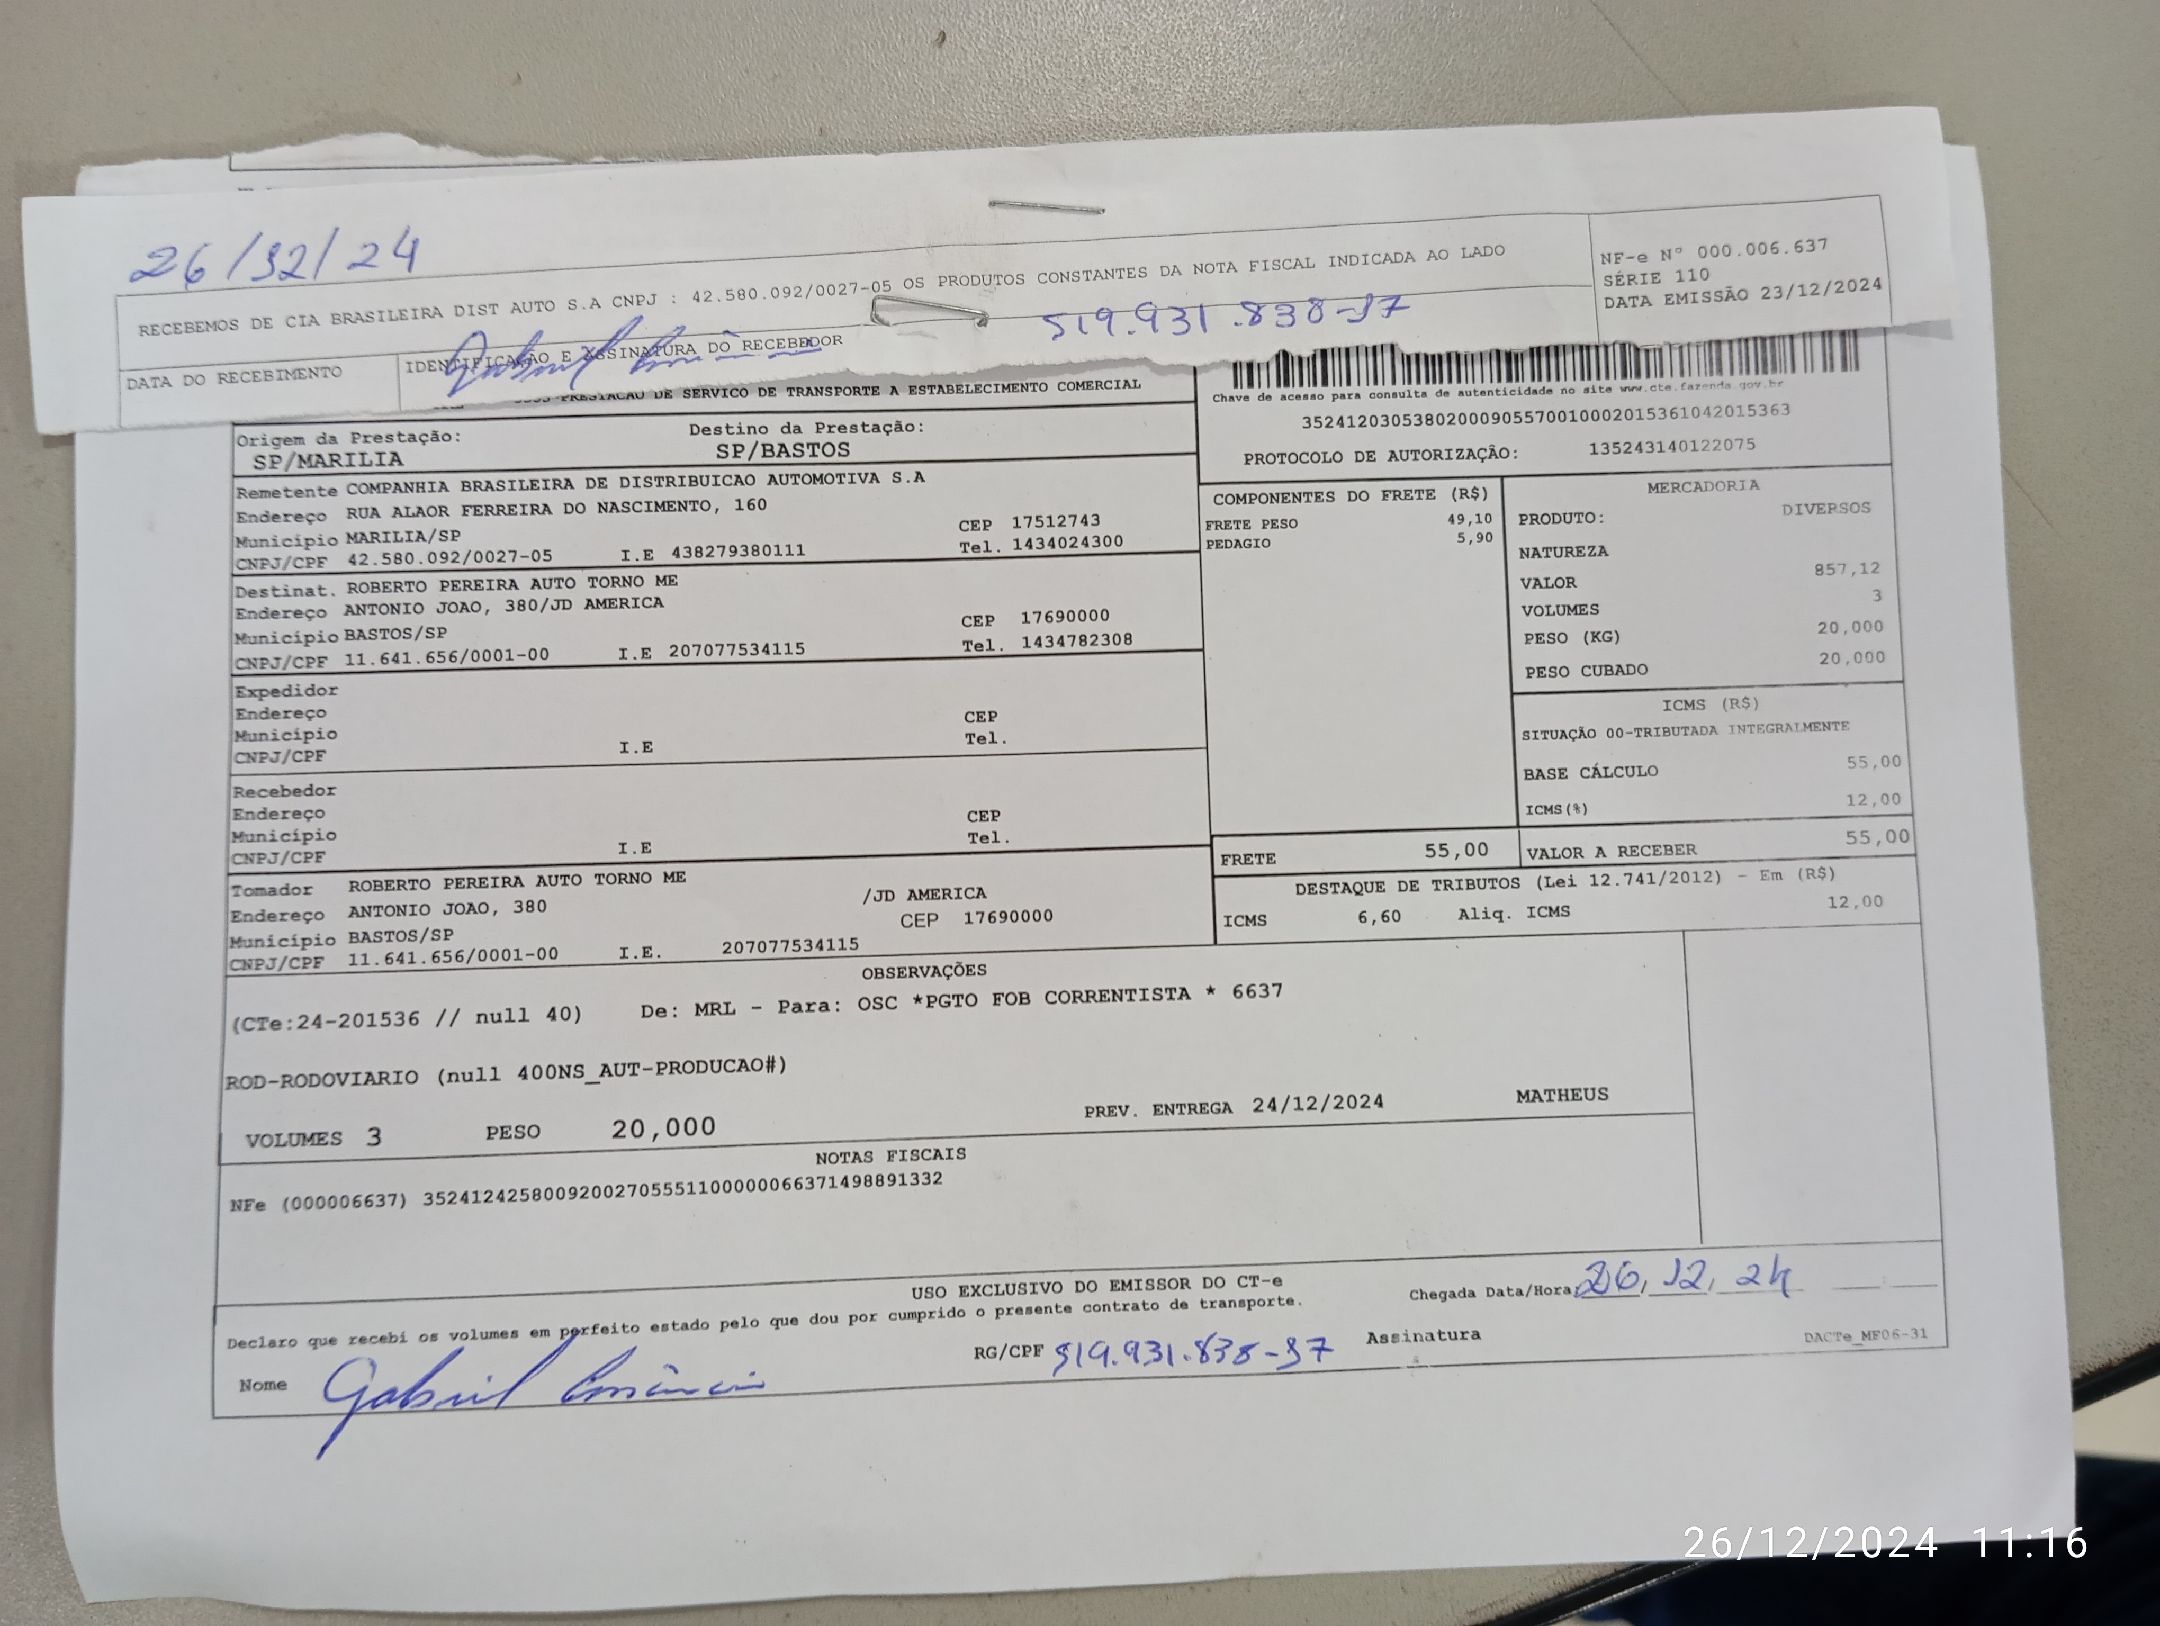 26/12/24
RECEBEMOS DE CIA BRASILEIRA DIST AUTO S.A CNPJ : 42.580.092/0027-05 OS PRODUTOS CONSTANTES DA NOTA FISCAL INDICADA AO LADO
NF-e Nº 000.006.637
SÉRIE 110
DATA EMISSÃO 23/12/2024
DATA DO RECEBIMENTO
IDENTIFICAÇÃO E ASSINATURA DO RECEBEDOR
Gabriel
519.931.838-37
PRESTACAO DE SERVICO DE TRANSPORTE A ESTABELECIMENTO COMERCIAL
Chave de acesso para consulta de autenticidade no site www.cte.fazenda.gov.br
35241203053802000905570010002015361042015363
PROTOCOLO DE AUTORIZAÇÃO: 135243140122075
Origem da Prestação: Destino da Prestação:
SP/MARILIA SP/BASTOS
Remetente COMPANHIA BRASILEIRA DE DISTRIBUICAO AUTOMOTIVA S.A
Endereço RUA ALAOR FERREIRA DO NASCIMENTO, 160
Município MARILIA/SP CEP 17512743
CNPJ/CPF 42.580.092/0027-05 I.E 438279380111 Tel. 1434024300
Destinat. ROBERTO PEREIRA AUTO TORNO ME
Endereço ANTONIO JOAO, 380/JD AMERICA
Município BASTOS/SP CEP 17690000
CNPJ/CPF 11.641.656/0001-00 I.E 207077534115 Tel. 1434782308
Expedidor
Endereço
Município CEP
CNPJ/CPF I.E Tel.
Recebedor
Endereço
Município CEP
CNPJ/CPF I.E Tel.
Tomador ROBERTO PEREIRA AUTO TORNO ME
Endereço ANTONIO JOAO, 380 /JD AMERICA
Município BASTOS/SP CEP 17690000
CNPJ/CPF 11.641.656/0001-00 I.E. 207077534115
COMPONENTES DO FRETE (R$)
FRETE PESO 49,10
PEDAGIO 5,90
MERCADORIA
PRODUTO: DIVERSOS
NATUREZA
VALOR 857,12
VOLUMES 3
PESO (KG) 20,000
PESO CUBADO 20,000
ICMS (R$)
SITUAÇÃO 00-TRIBUTADA INTEGRALMENTE
BASE CÁLCULO 55,00
ICMS(%) 12,00
FRETE 55,00 VALOR A RECEBER 55,00
DESTAQUE DE TRIBUTOS (Lei 12.741/2012) - Em (R$)
ICMS 6,60 Aliq. ICMS 12,00
OBSERVAÇÕES
(CTe:24-201536 // null 40) De: MRL - Para: OSC *PGTO FOB CORRENTISTA * 6637
ROD-RODOVIARIO (null 400NS_AUT-PRODUCAO#)
VOLUMES 3 PESO 20,000 PREV. ENTREGA 24/12/2024 MATHEUS
NOTAS FISCAIS
NFe (000006637) 35241242580092002705551100000066371498891332
USO EXCLUSIVO DO EMISSOR DO CT-e
Declaro que recebi os volumes em perfeito estado pelo que dou por cumprido o presente contrato de transporte.
Chegada Data/Hora 26, 12, 24 :
Nome Gabriel RG/CPF 519.931.838-37 Assinatura
DACTe_MF06-31
26/12/2024 11:16